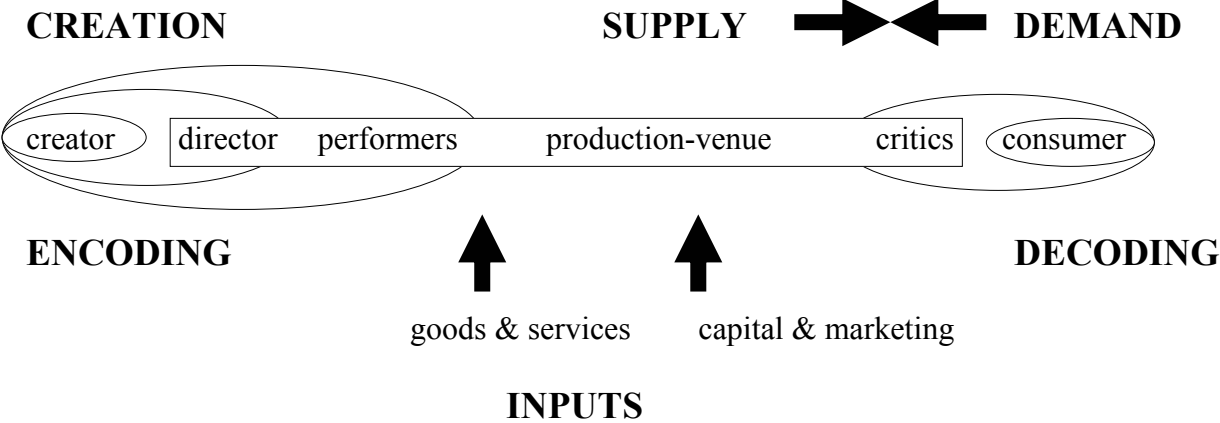 CREATION SUPPLY DEMAND
creator director performers production-venue critics consumer
ENCODING DECODING
goods & services capital & marketing
INPUTS